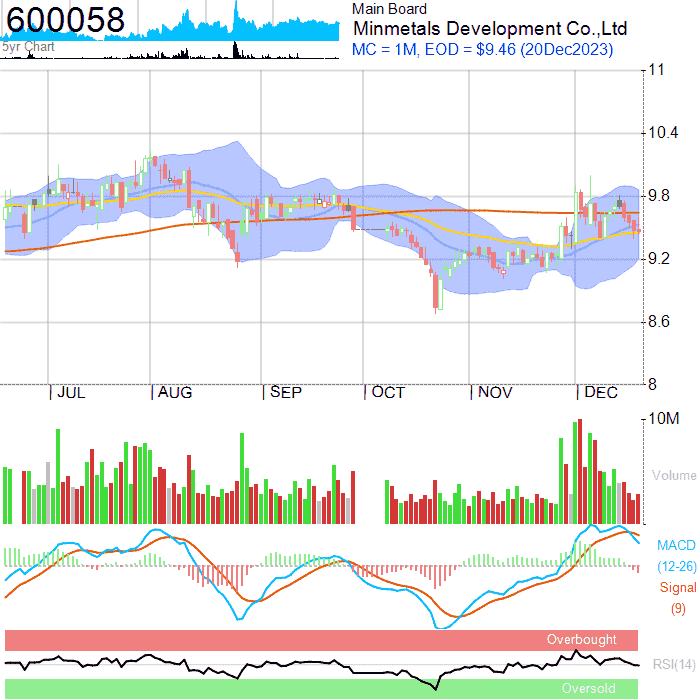 600058
5yr Chart
Main Board
Minmetals Development Co.,Ltd
MC = 1M, EOD = $9.46 (20Dec2023)
11
10.4
9.8
9.2
8.6
8
JUL AUG SEP OCT NOV DEC
10M
Volume
MACD
(12-26)
Signal
(9)
Overbought
RSI(14)
Oversold